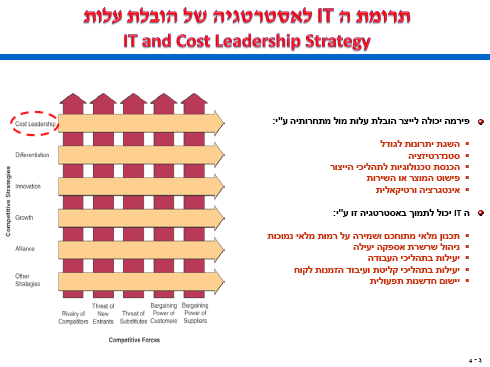 תרומת ה IT לאסטרטגיה של הובלת עלות
IT and Cost Leadership Strategy
פירמה יכולה לייצר הובלת עלות מול מתחרותיה ע"י:
השגת יתרונות לגודל
סטנדרטיזציה
הכנסת טכנולוגיות לתהליכי הייצור
פישוט המוצר או השירות
אינטגרציה ורטיקאלית
ה IT יכול לתמוך באסטרטגיה זו ע"י:
תכנון מלאי מתוחכם ושמירה על רמות מלאי נמוכות
ניהול שרשרת אספקה יעילה
יעילות בתהליכי העבודה
יעילות בתהליכי קליטת ועיבוד הזמנות לקוח
יישום חדשנות תפעולית
Competitive Strategies
Cost Leadership
Differentiation
Innovation
Growth
Alliance
Other
Strategies
Rivalry of
Competitors
Threat of
New
Entrants
Threat of
Substitutes
Bargaining
Power of
Customers
Bargaining
Power of
Suppliers
Competitive Forces
ג - 4